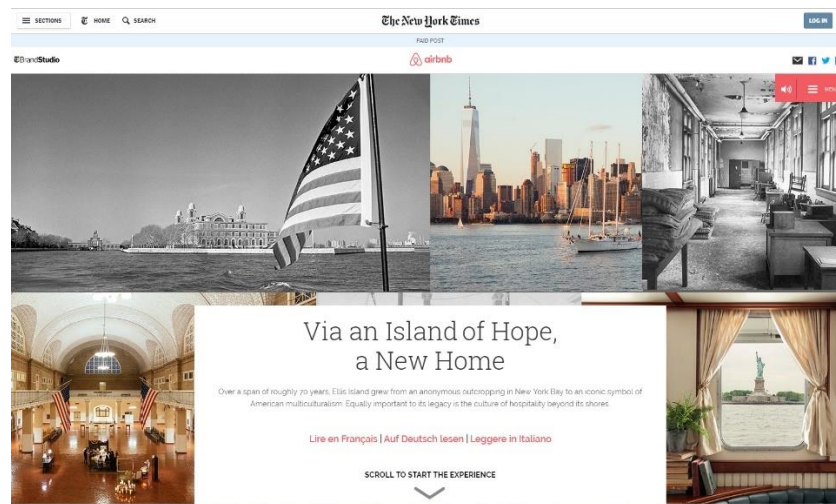 SECTIONS HOME SEARCH The New York Times LOG IN
PAID POST
TBrandStudio airbnb
MENU
Via an Island of Hope,
a New Home
Over a span of roughly 70 years, Ellis Island grew from an anonymous outcropping in New York Bay to an iconic symbol of
American multiculturalism. Equally important to its legacy is the culture of hospitality beyond its shores.
Lire en Français | Auf Deutsch lesen | Leggere in Italiano
SCROLL TO START THE EXPERIENCE